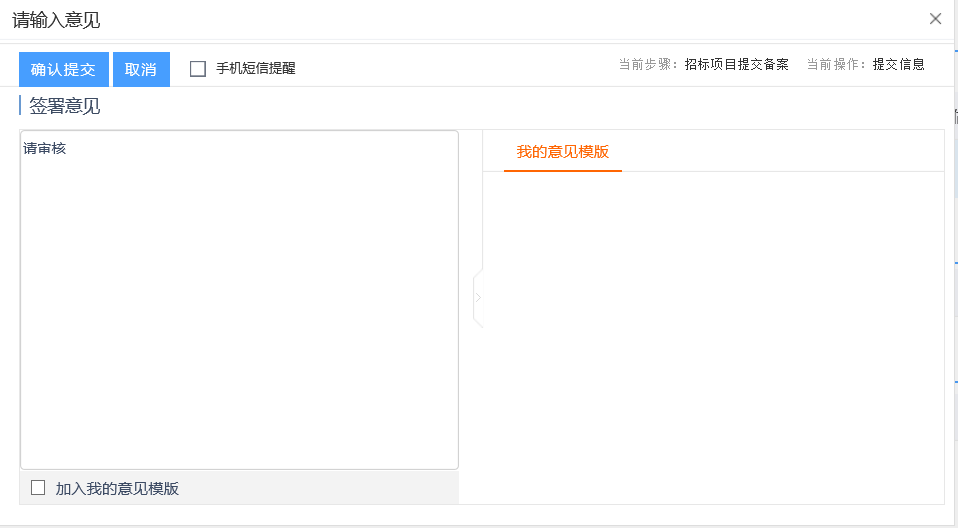 请输入意见
确认提交 取消 手机短信提醒 当前步骤：招标项目提交备案 当前操作：提交信息
签署意见
请审核
我的意见模版
加入我的意见模版